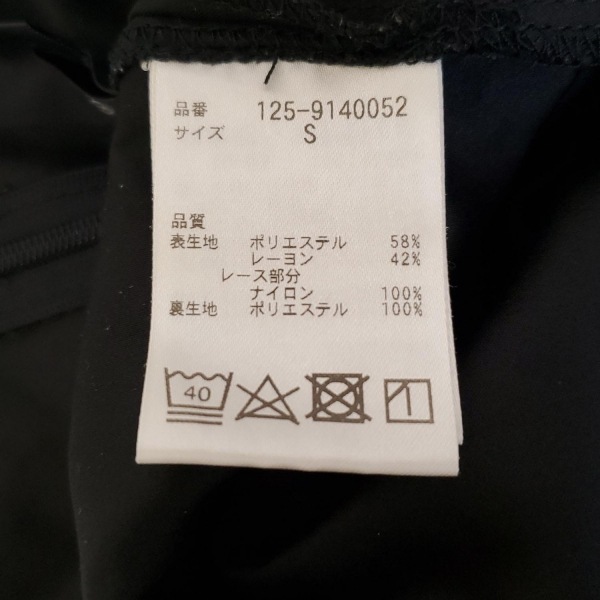 品番 125-9140052
サイズ S
品質
表生地 ポリエステル 58%
レーヨン 42%
レース部分
ナイロン 100%
裏生地 ポリエステル 100%
40